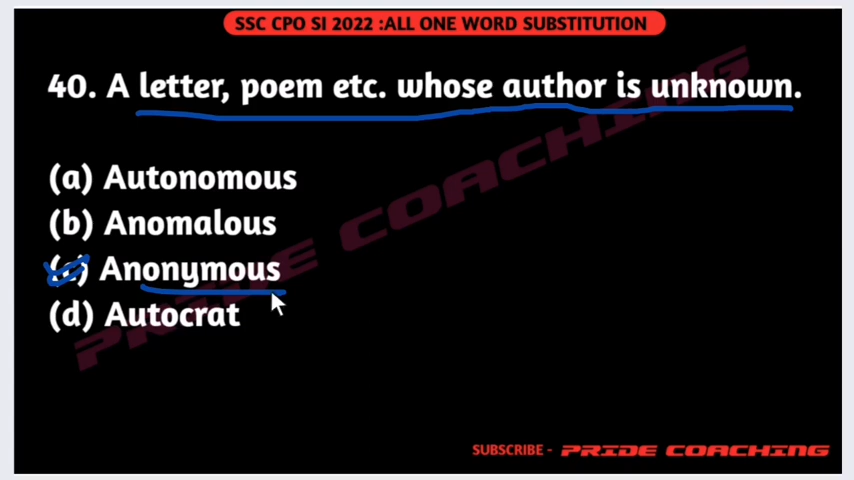 SSC CPO SI 2022 :ALL ONE WORD SUBSTITUTION
40. A letter, poem etc. whose author is unknown.
(a) Autonomous
(b) Anomalous
(c) Anonymous
(d) Autocrat
PRIDE COACHING
SUBSCRIBE - PRIDE COACHING